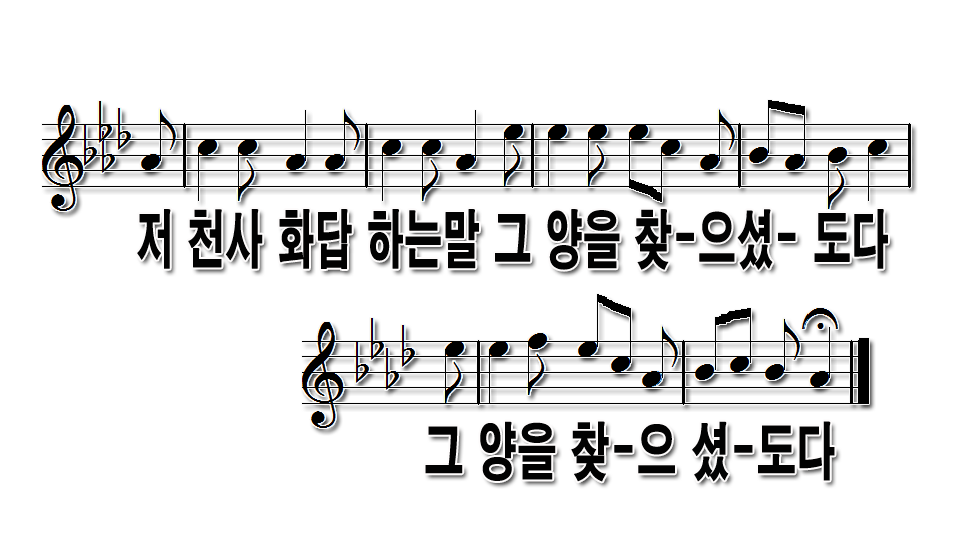 저 천사 화답 하는말 그 양을 찾-으셨- 도다
그 양을 찾-으 셨-도다